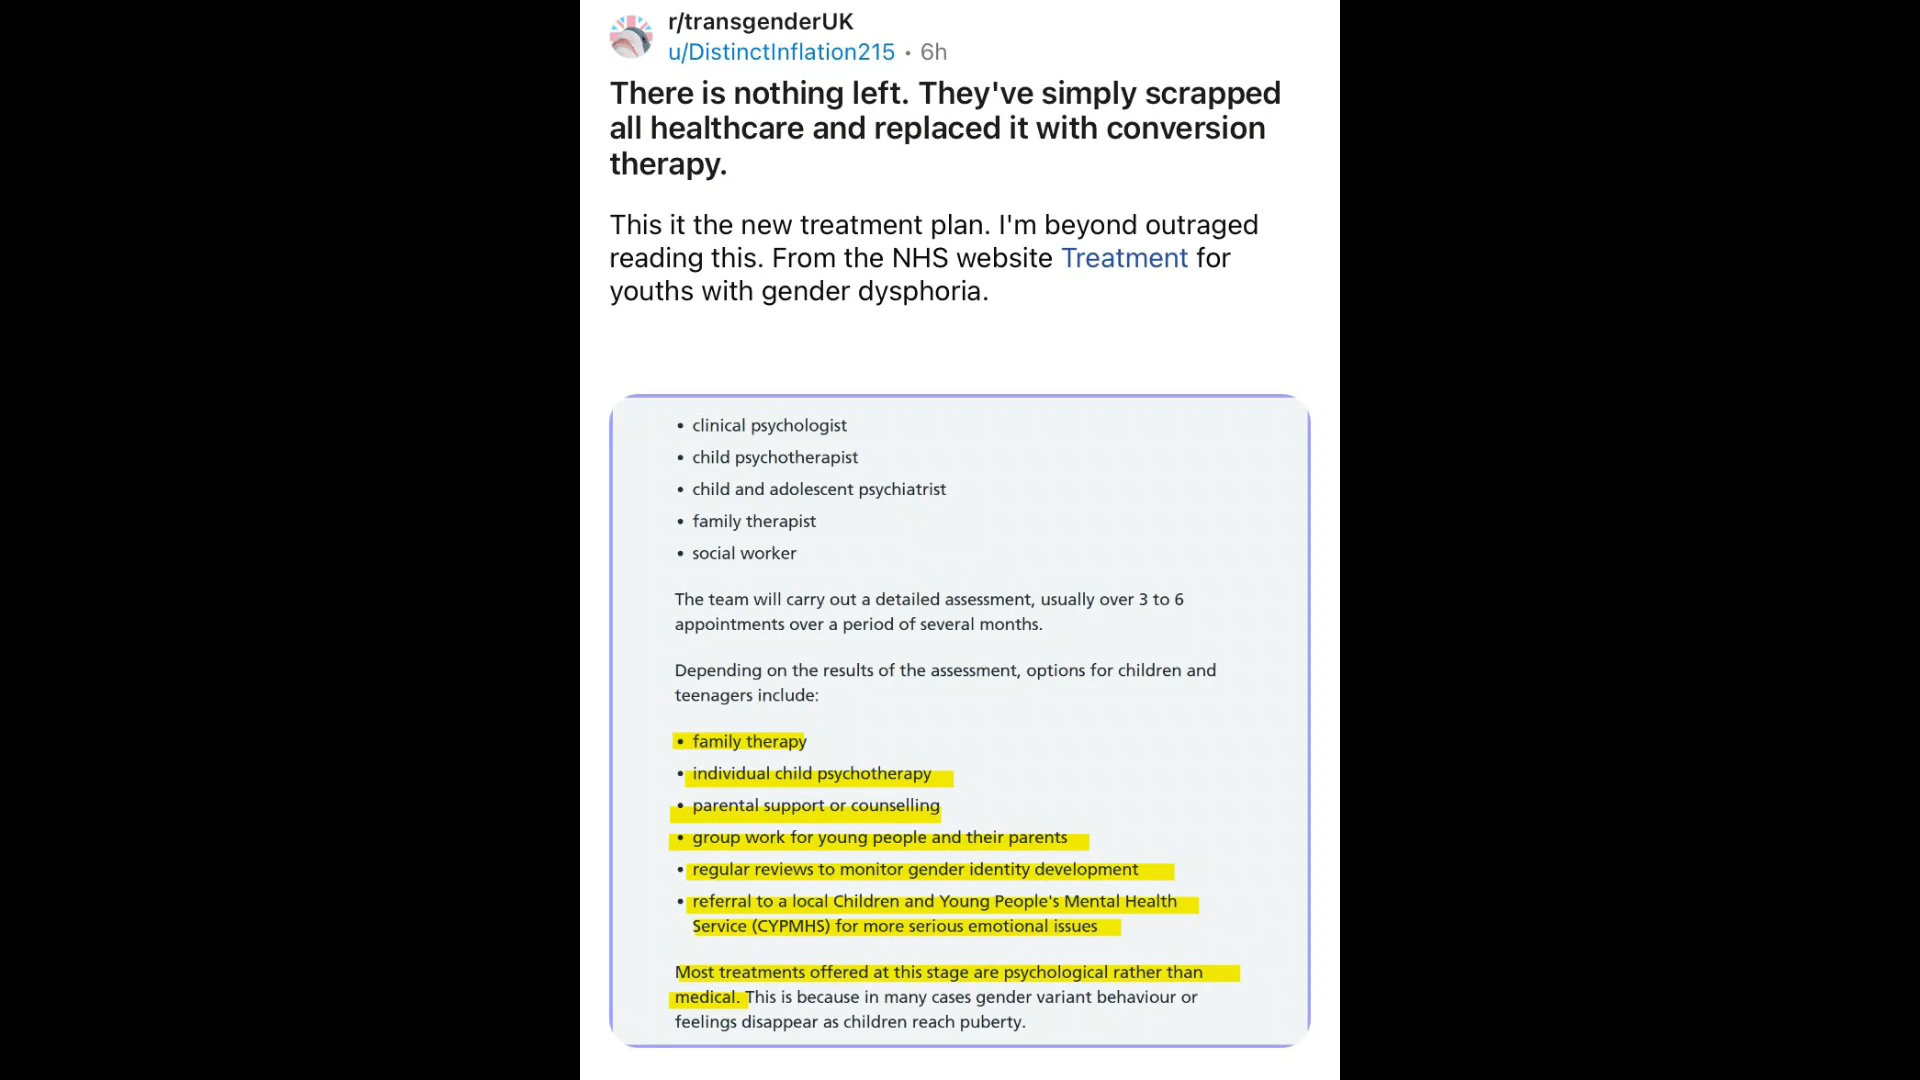 r/transgenderUK
u/DistinctInflation215 • 6h
There is nothing left. They've simply scrapped
all healthcare and replaced it with conversion
therapy.
This it the new treatment plan. I'm beyond outraged
reading this. From the NHS website Treatment for
youths with gender dysphoria.
• clinical psychologist
• child psychotherapist
• child and adolescent psychiatrist
• family therapist
• social worker
The team will carry out a detailed assessment, usually over 3 to 6
appointments over a period of several months.
Depending on the results of the assessment, options for children and
teenagers include:
• family therapy
• individual child psychotherapy
• parental support or counselling
• group work for young people and their parents
• regular reviews to monitor gender identity development
• referral to a local Children and Young People's Mental Health
Service (CYPMHS) for more serious emotional issues
Most treatments offered at this stage are psychological rather than
medical. This is because in many cases gender variant behaviour or
feelings disappear as children reach puberty.